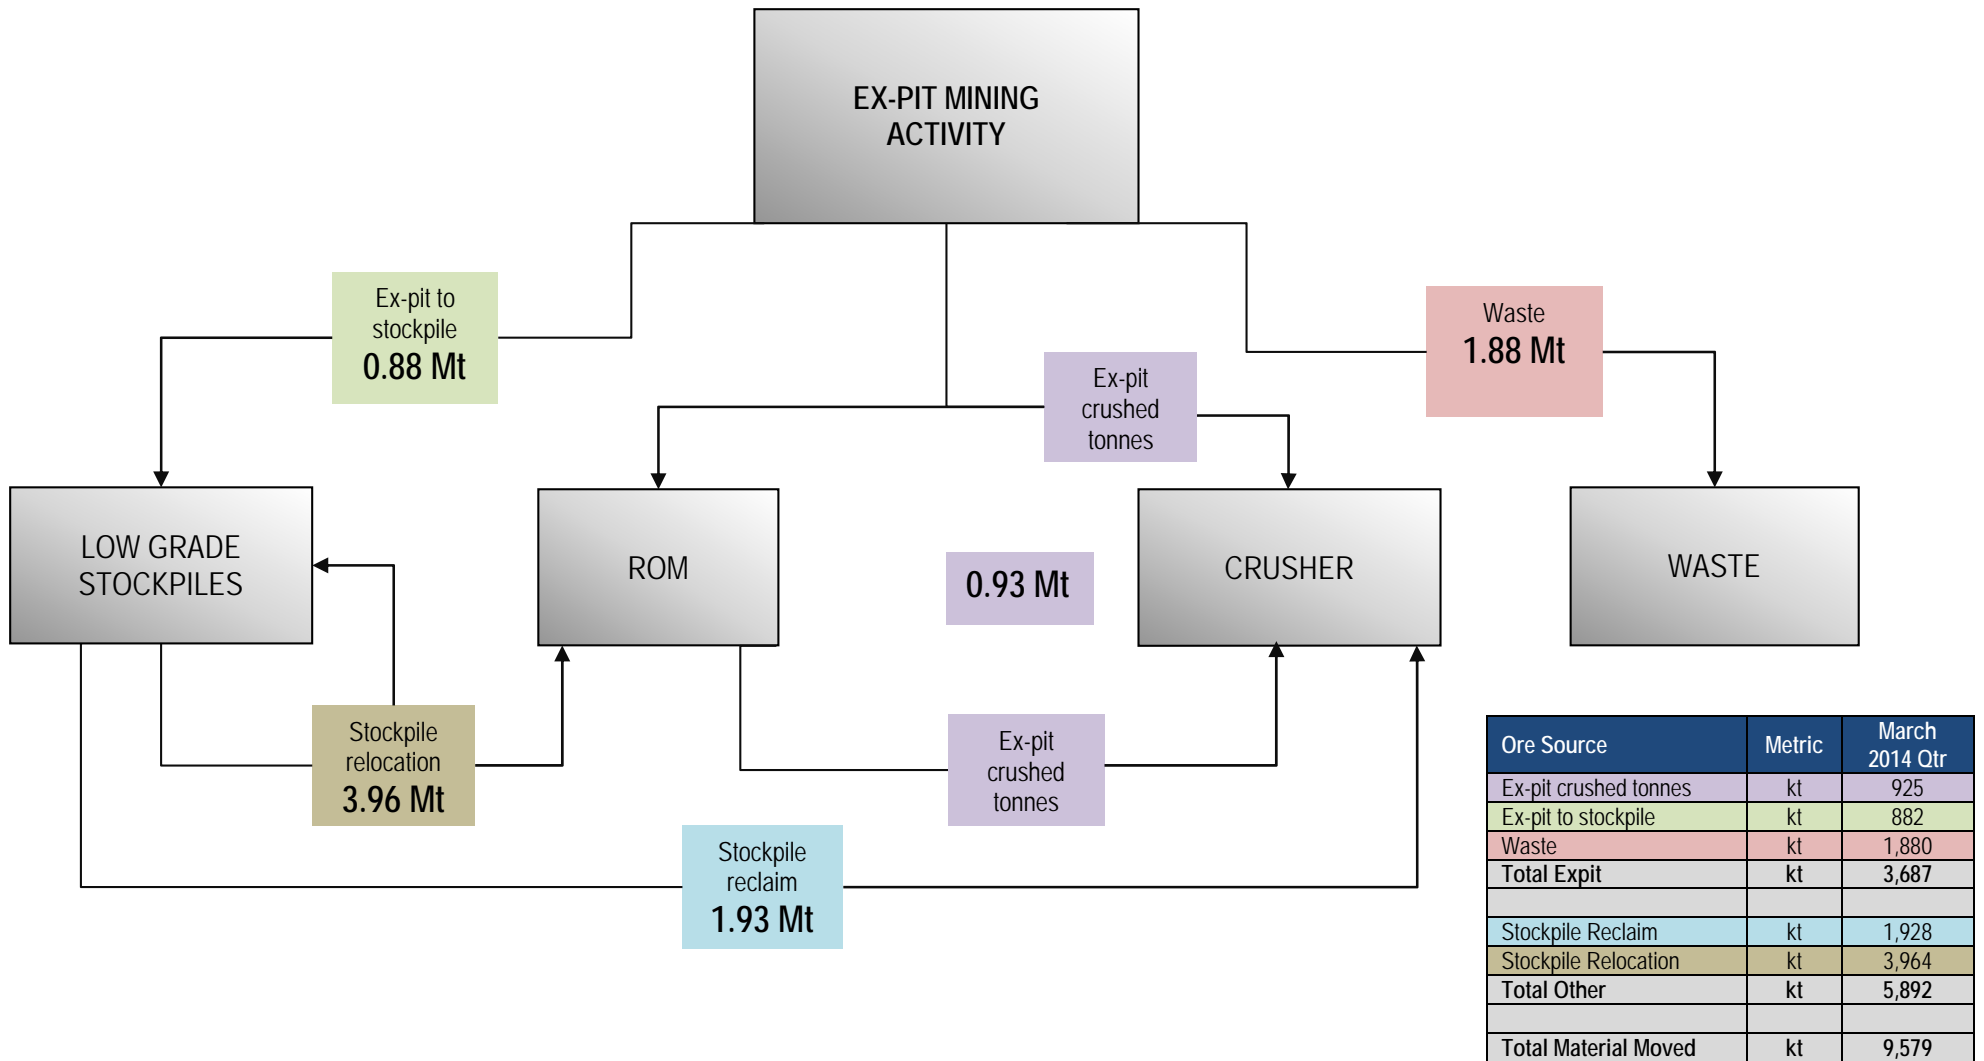 EX-PIT MINING
ACTIVITY
Ex-pit to
stockpile
0.88 Mt
Waste
1.88 Mt
Ex-pit
crushed
tonnes
LOW GRADE
STOCKPILES
ROM
0.93 Mt
CRUSHER
WASTE
Stockpile
relocation
3.96 Mt
Ex-pit
crushed
tonnes
Stockpile
reclaim
1.93 Mt
Ore Source Metric March 2014 Qtr
Ex-pit crushed tonnes kt 925
Ex-pit to stockpile kt 882
Waste kt 1,880
Total Expit kt 3,687
Stockpile Reclaim kt 1,928
Stockpile Relocation kt 3,964
Total Other kt 5,892
Total Material Moved kt 9,579